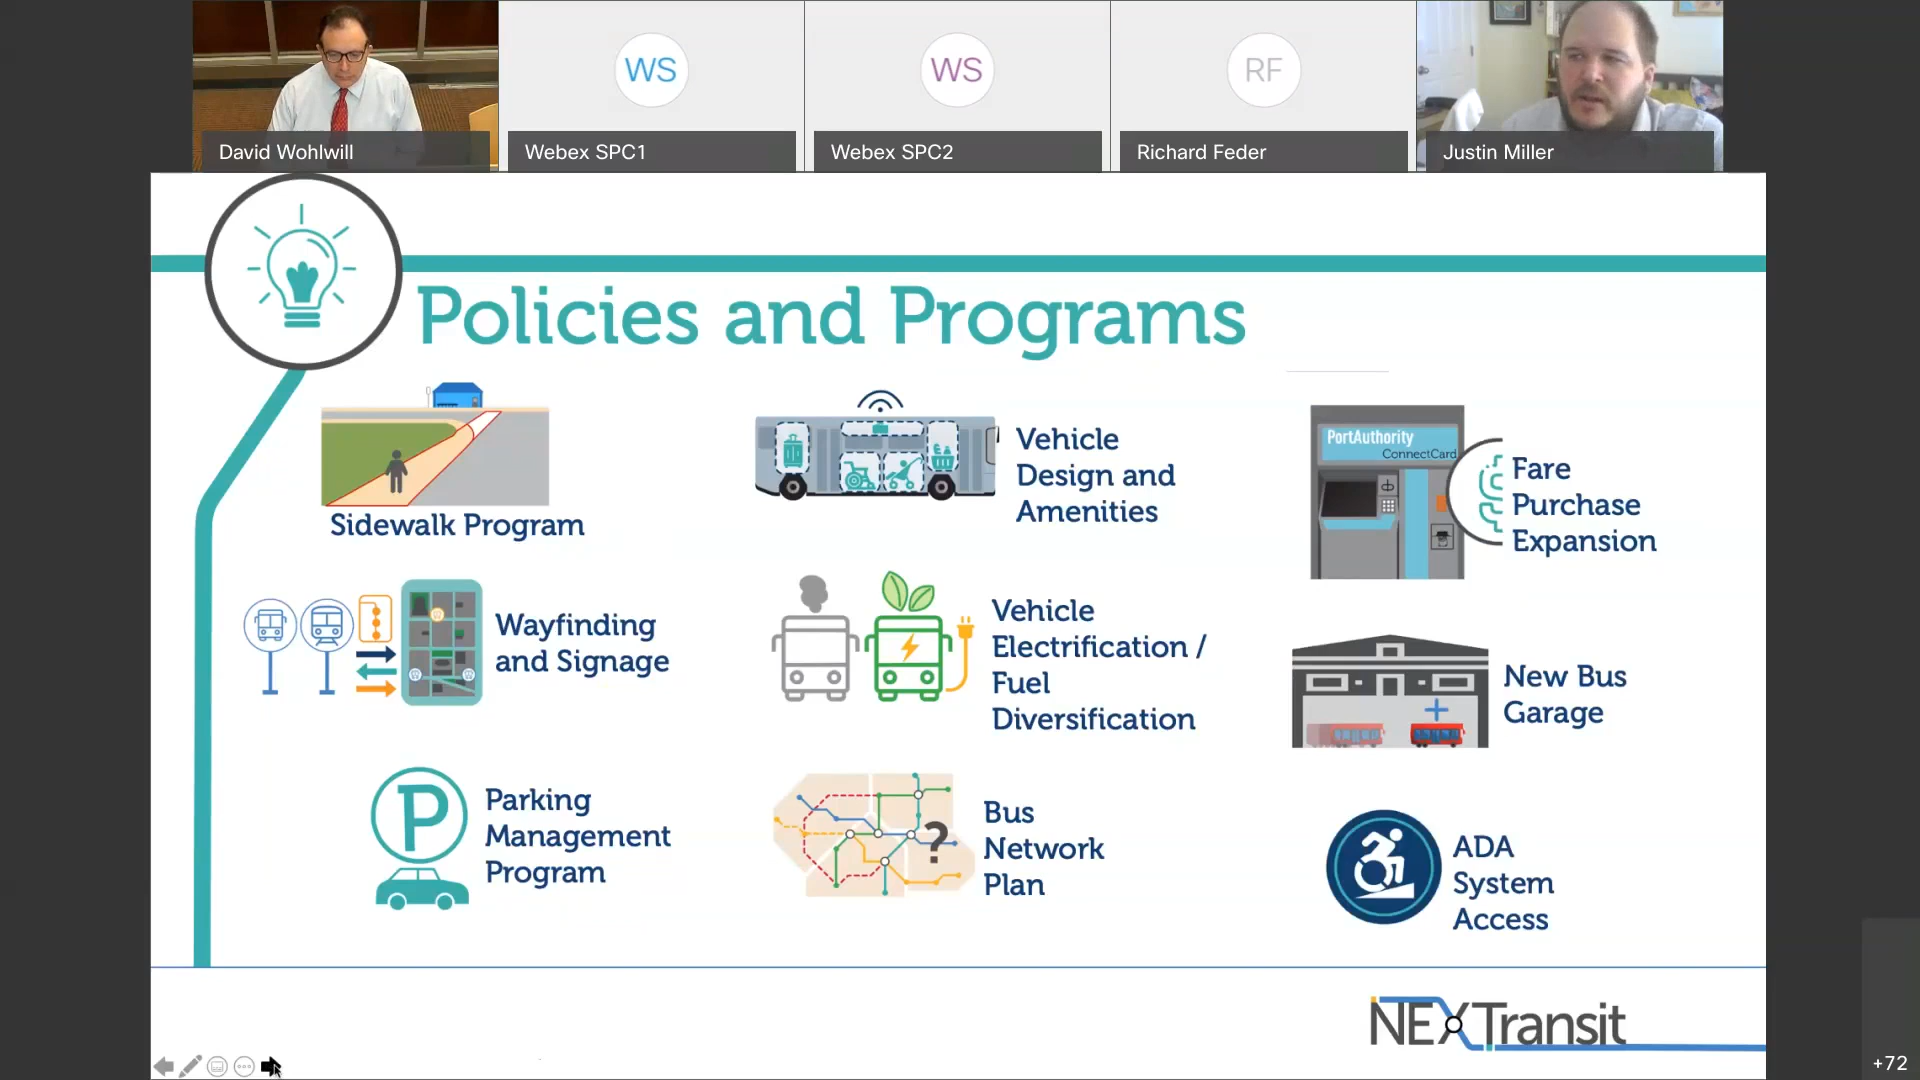 WS
WS
RF
David Wohlwill
Webex SPC1
Webex SPC2
Richard Feder
Justin Miller
Policies and Programs
Sidewalk Program
Vehicle
Design and
Amenities
PortAuthority
ConnectCard
Fare
Purchase
Expansion
Wayfinding
and Signage
Vehicle
Electrification /
Fuel
Diversification
New Bus
Garage
P
Parking
Management
Program
?
Bus
Network
Plan
ADA
System
Access
NEXTransit
+72